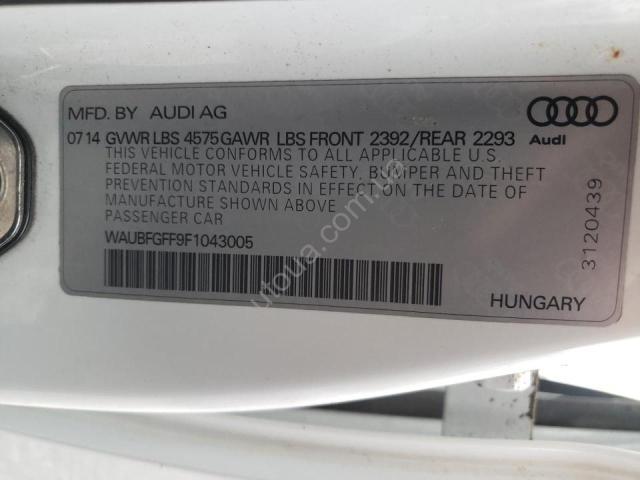 MFD. BY AUDI AG
07 14 GVWR LBS 4575 GAWR LBS FRONT 2392/REAR 2293
THIS VEHICLE CONFORMS TO ALL APPLICABLE U.S.
FEDERAL MOTOR VEHICLE SAFETY, BUMPER AND THEFT
PREVENTION STANDARDS IN EFFECT ON THE DATE OF
MANUFACTURE SHOWN ABOVE
PASSENGER CAR
WAUBFGFF9F1043005
Audi
3120439
HUNGARY
utoua.com.ua